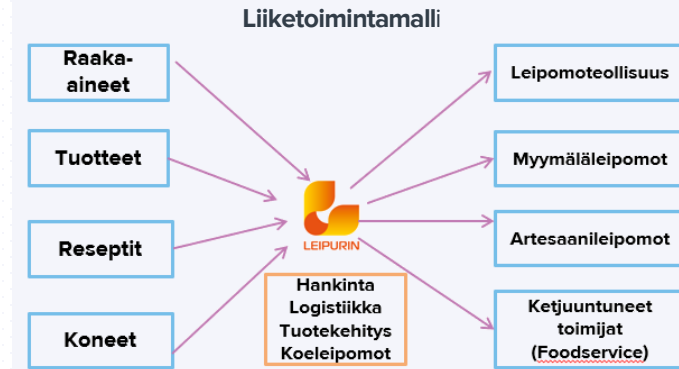 Liiketoimintamalli
Raaka-
aineet
Tuotteet
Reseptit
Koneet
LEIPURIN
Hankinta
Logistiikka
Tuotekehitys
Koeleipomot
Leipomoteollisuus
Myymäläleipomot
Artesaanileipomot
Ketjuuntuneet
toimijat
(Foodservice)